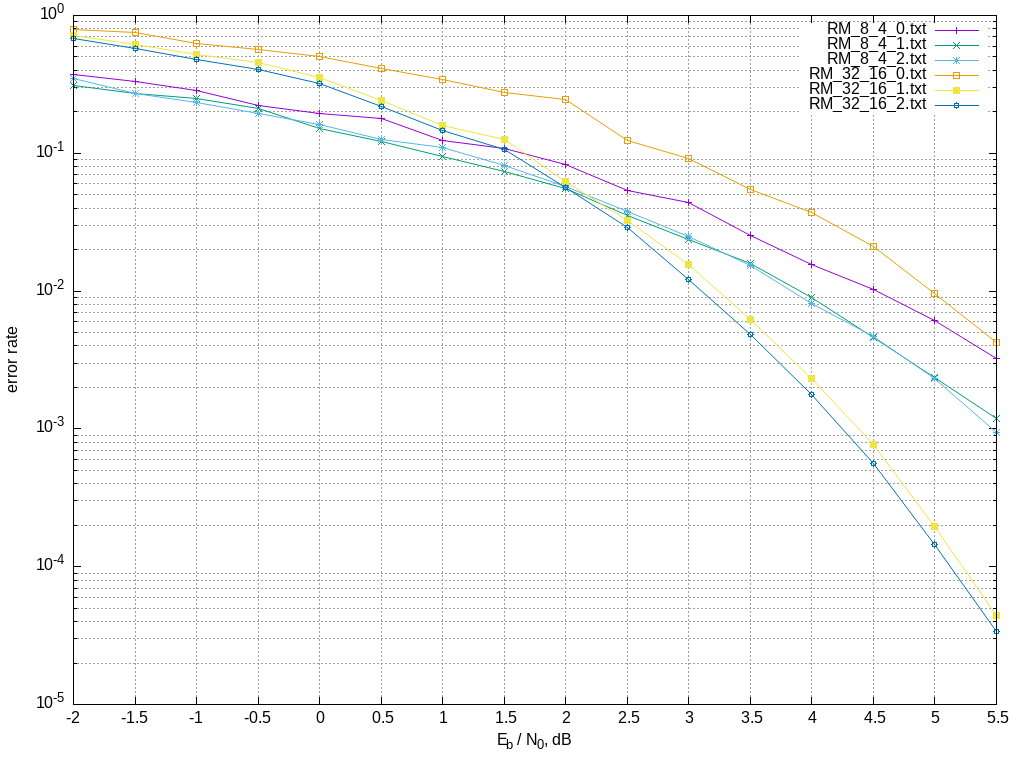 10^0
10^-1
10^-2
10^-3
10^-4
10^-5
error rate
RM_8_4_0.txt
RM_8_4_1.txt
RM_8_4_2.txt
RM_32_16_0.txt
RM_32_16_1.txt
RM_32_16_2.txt
-2 -1.5 -1 -0.5 0 0.5 1 1.5 2 2.5 3 3.5 4 4.5 5 5.5
E_b / N_0, dB